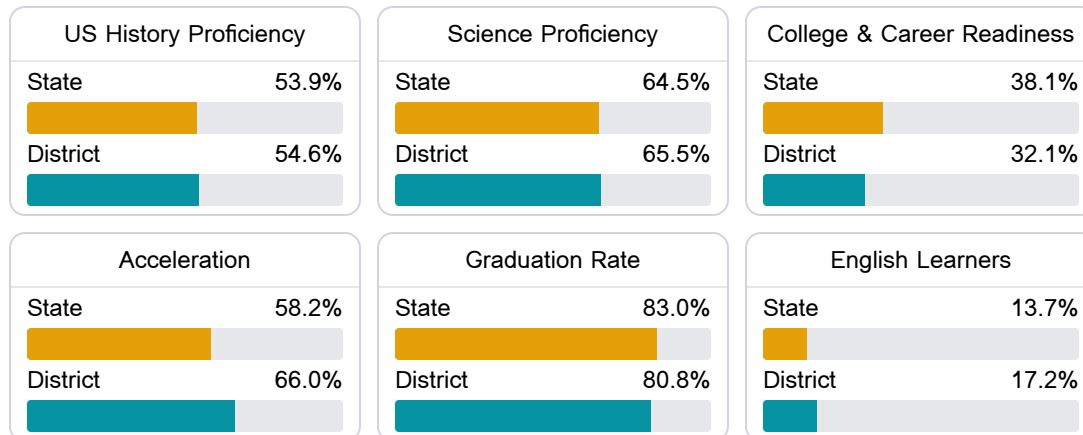 US History Proficiency
State 53.9%
District 54.6%
Science Proficiency
State 64.5%
District 65.5%
College & Career Readiness
State 38.1%
District 32.1%
Acceleration
State 58.2%
District 66.0%
Graduation Rate
State 83.0%
District 80.8%
English Learners
State 13.7%
District 17.2%